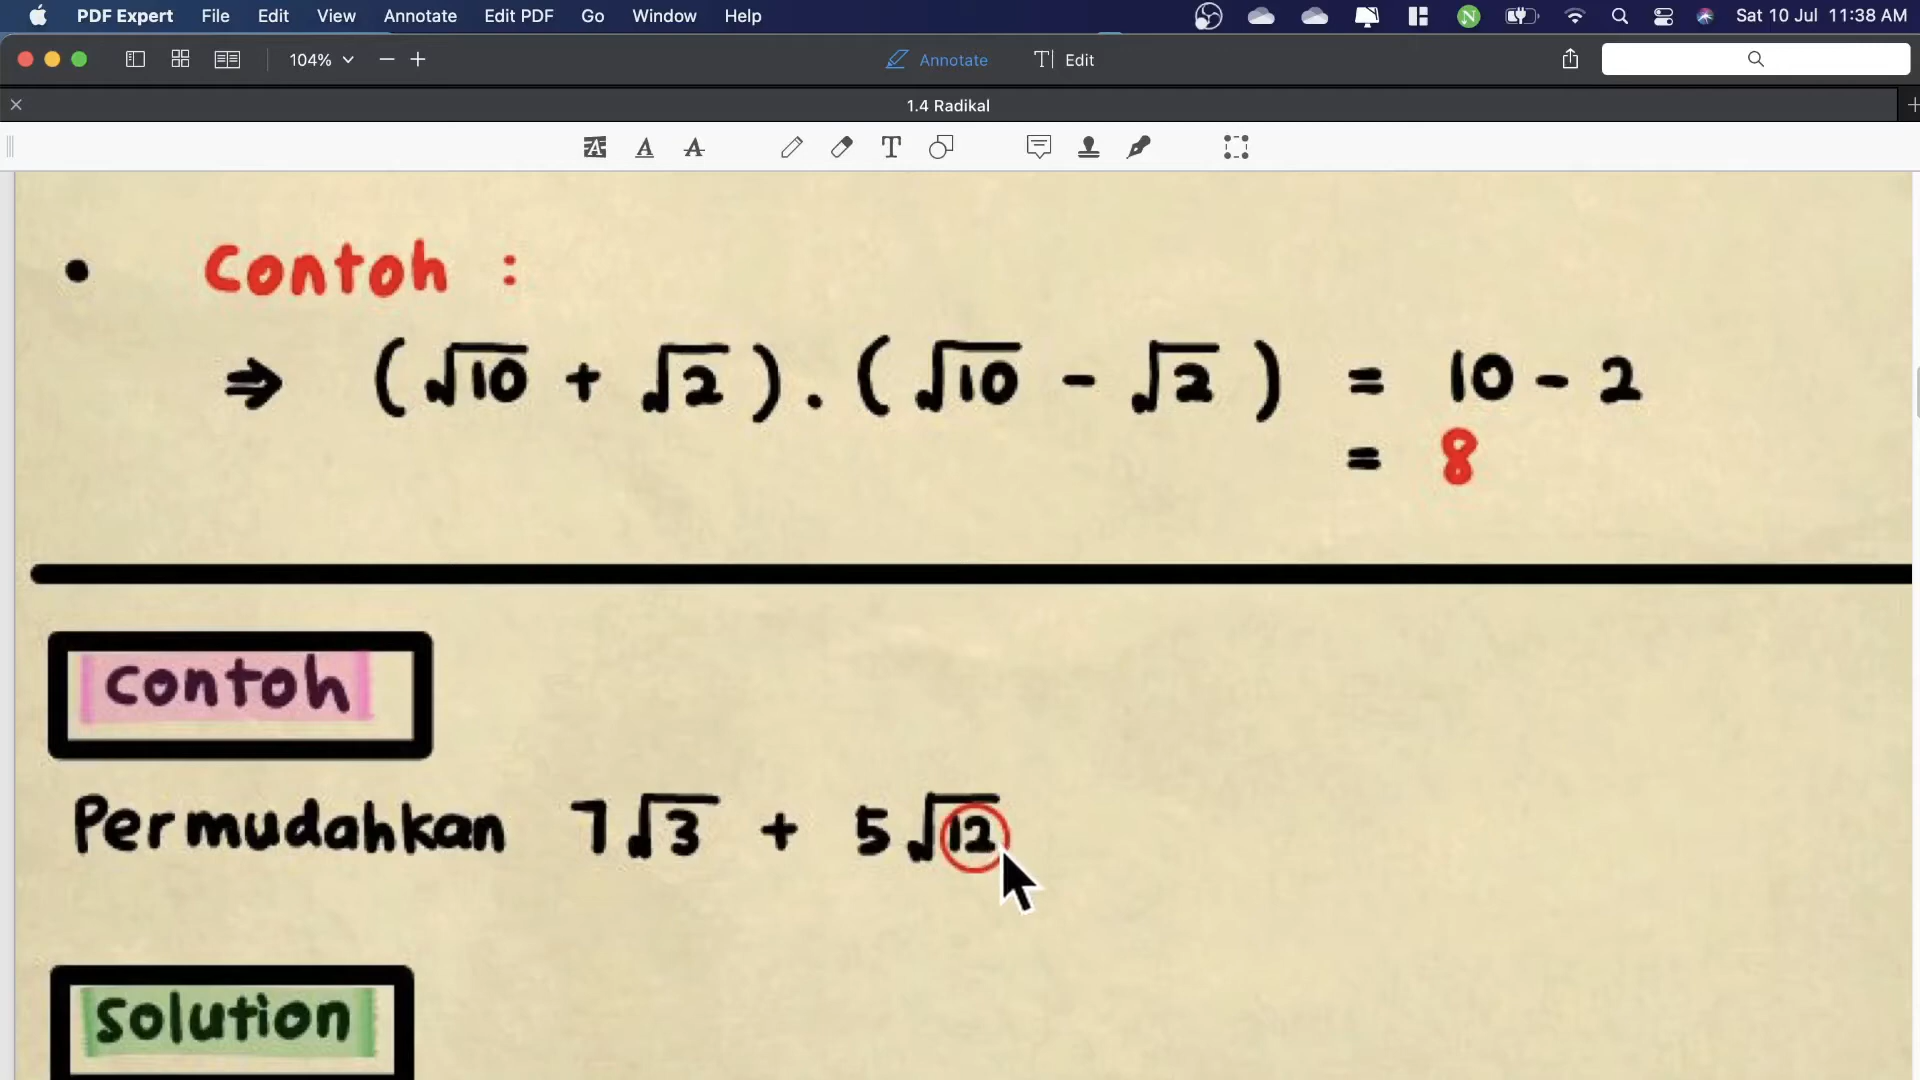 PDF Expert File Edit View Annotate Edit PDF Go Window Help Sat 10 Jul 11:38 AM
104% Annotate Edit
1.4 Radikal
• Contoh :
⇒ (√10 + √2) . (√10 - √2) = 10 - 2
= 8
Contoh
Permudahkan 7√3 + 5√12
Solution